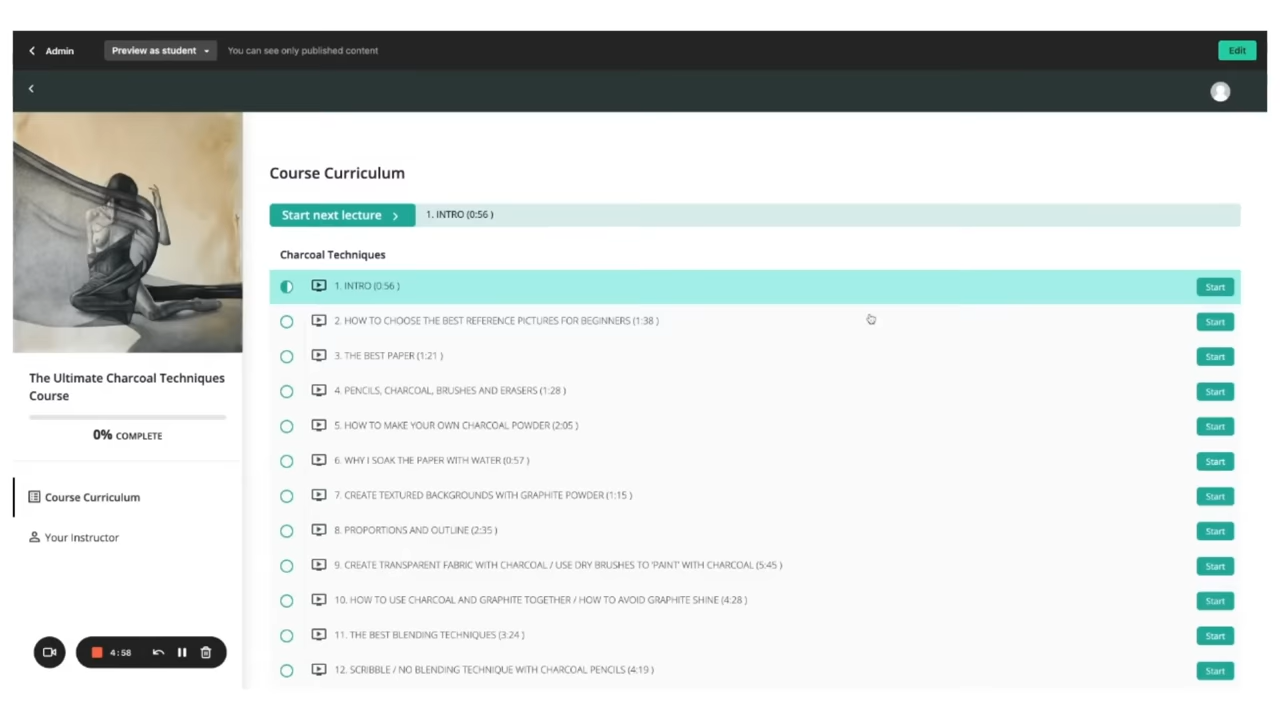 Admin
Preview as student
You can see only published content
Edit
Course Curriculum
Start next lecture
1. INTRO (0:56 )
Charcoal Techniques
1. INTRO (0:56 )
Start
2. HOW TO CHOOSE THE BEST REFERENCE PICTURES FOR BEGINNERS (1:38 )
Start
3. THE BEST PAPER (1:21 )
Start
4. PENCILS, CHARCOAL, BRUSHES AND ERASERS (1:28 )
Start
5. HOW TO MAKE YOUR OWN CHARCOAL POWDER (2:05 )
Start
6. WHY I SOAK THE PAPER WITH WATER (0:57 )
Start
7. CREATE TEXTURED BACKGROUNDS WITH GRAPHITE POWDER (1:15 )
Start
8. PROPORTIONS AND OUTLINE (2:35 )
Start
9. CREATE TRANSPARENT FABRIC WITH CHARCOAL / USE DRY BRUSHES TO 'PAINT' WITH CHARCOAL (5:45 )
Start
10. HOW TO USE CHARCOAL AND GRAPHITE TOGETHER / HOW TO AVOID GRAPHITE SHINE (4:28 )
Start
11. THE BEST BLENDING TECHNIQUES (3:24 )
Start
12. SCRIBBLE / NO BLENDING TECHNIQUE WITH CHARCOAL PENCILS (4:19 )
Start
The Ultimate Charcoal Techniques
Course
0% COMPLETE
Course Curriculum
Your Instructor
4:58